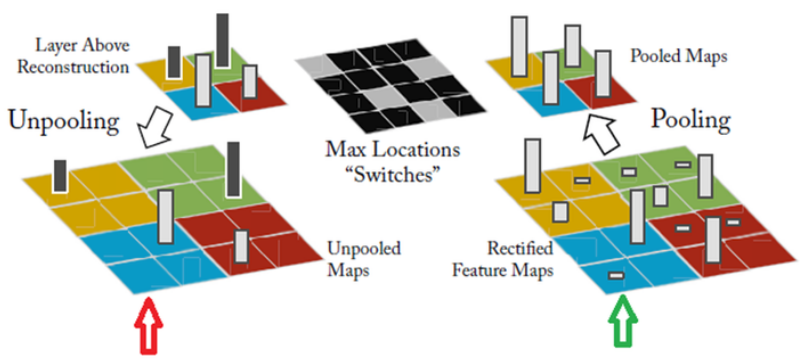 Layer Above
Reconstruction
Pooled Maps
Unpooling
Pooling
Max Locations
“Switches”
Unpooled
Maps
Rectified
Feature Maps